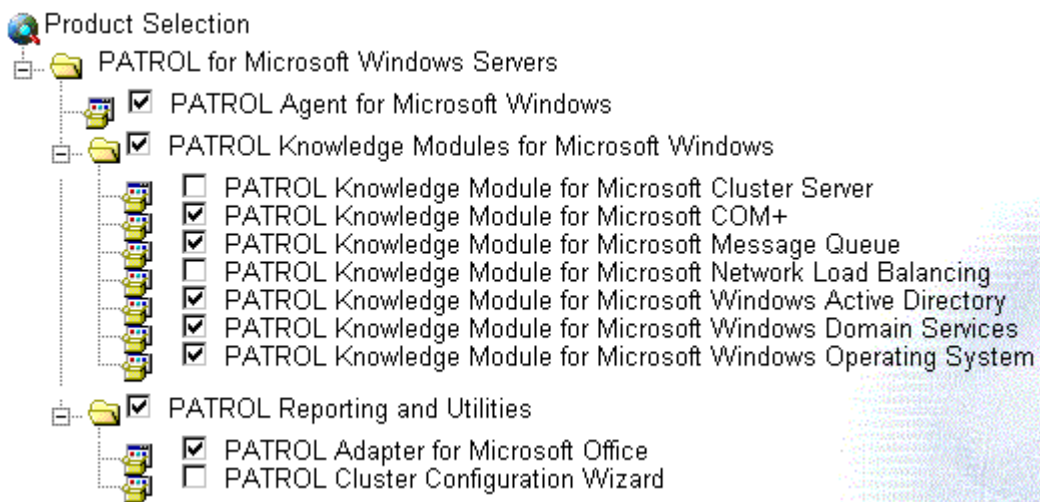 Product Selection
PATROL for Microsoft Windows Servers
PATROL Agent for Microsoft Windows
PATROL Knowledge Modules for Microsoft Windows
PATROL Knowledge Module for Microsoft Cluster Server
PATROL Knowledge Module for Microsoft COM+
PATROL Knowledge Module for Microsoft Message Queue
PATROL Knowledge Module for Microsoft Network Load Balancing
PATROL Knowledge Module for Microsoft Windows Active Directory
PATROL Knowledge Module for Microsoft Windows Domain Services
PATROL Knowledge Module for Microsoft Windows Operating System
PATROL Reporting and Utilities
PATROL Adapter for Microsoft Office
PATROL Cluster Configuration Wizard